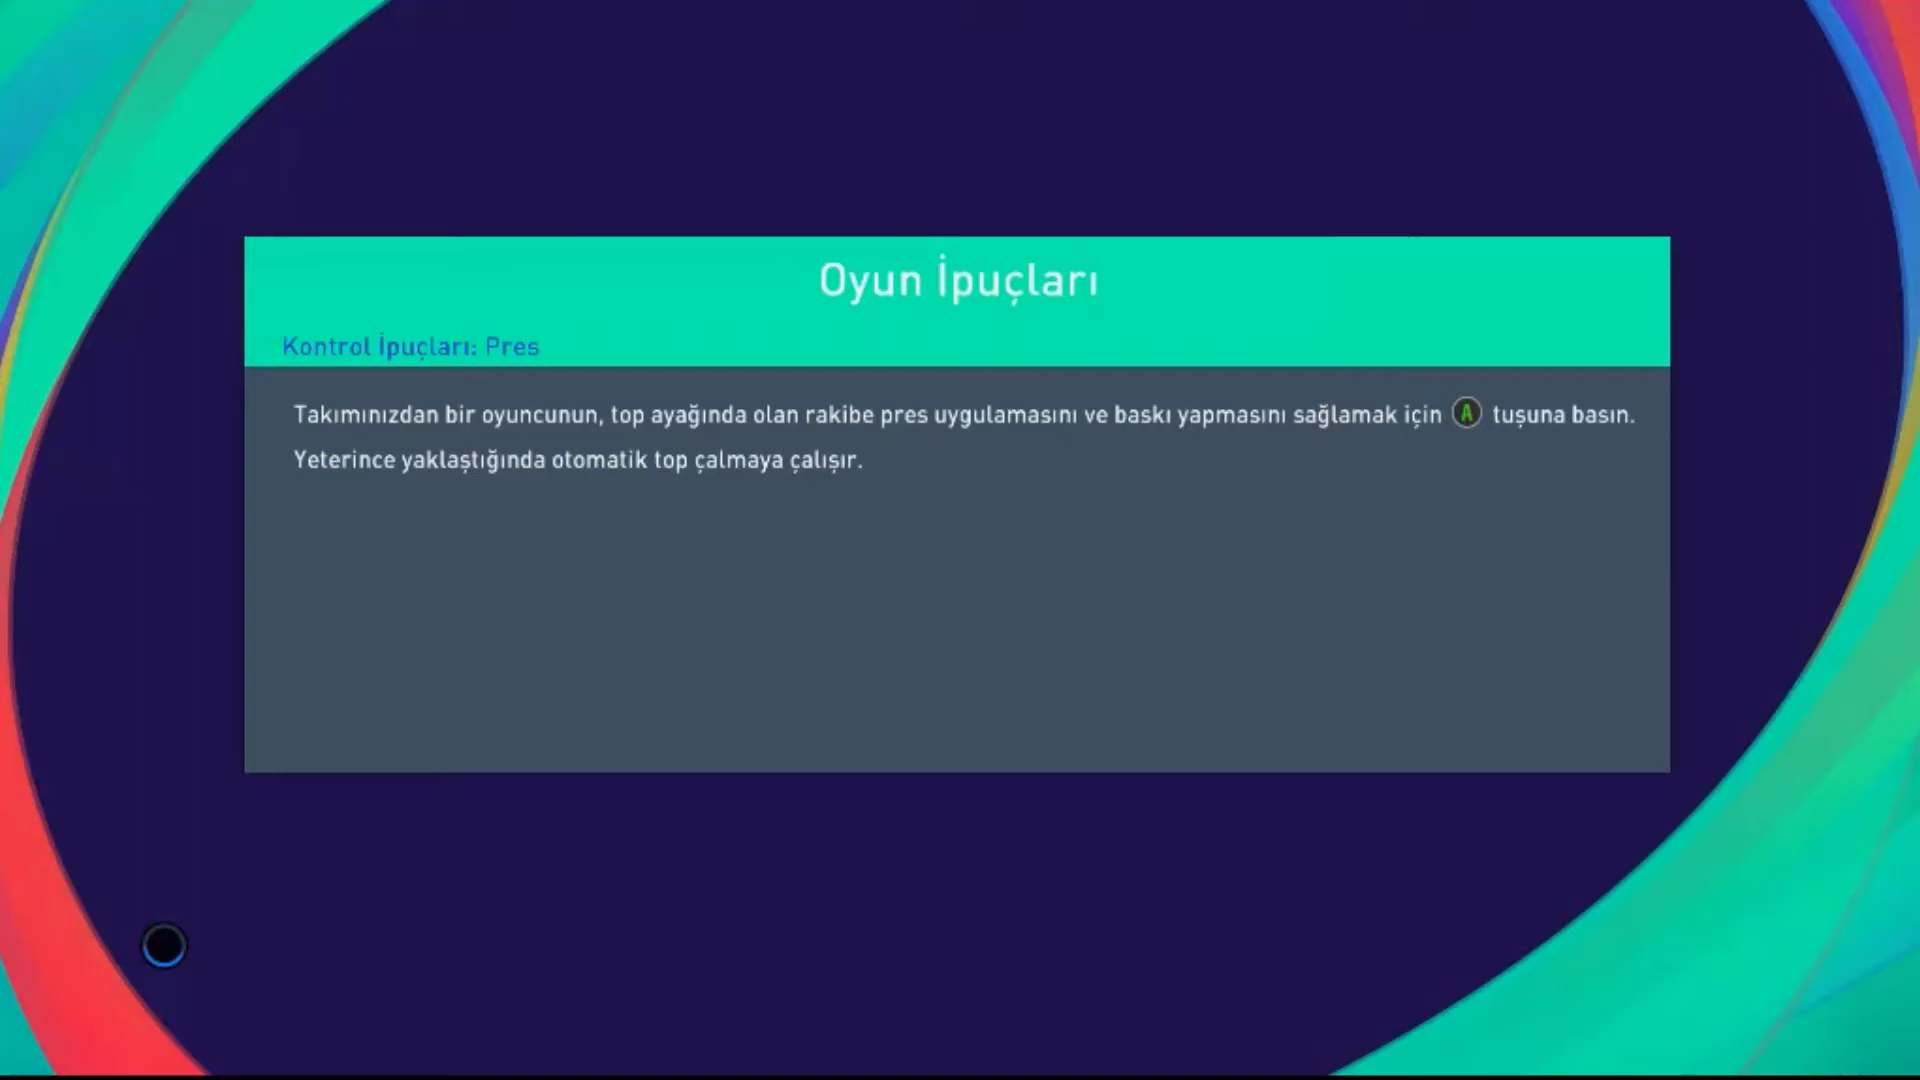 Oyun İpuçları
Kontrol İpuçları: Pres
Takımınızdan bir oyuncunun, top ayağında olan rakibe pres uygulamasını ve baskı yapmasını sağlamak için A tuşuna basın.
Yeterince yaklaştığında otomatik top çalmaya çalışır.